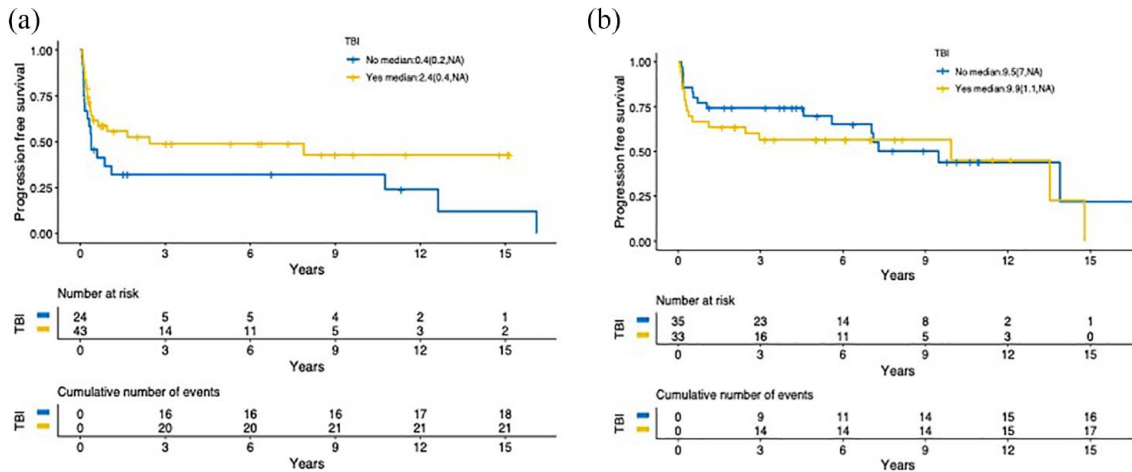 (a)
TBI
No median:0.4(0.2,NA)
Yes median:2.4(0.4,NA)
Progression free survival
1.00
0.75
0.50
0.25
0.00
0 3 6 9 12 15
Years
Number at risk
TBI
24 5 5 4 2 1
43 14 11 5 3 2
0 3 6 9 12 15
Years
Cumulative number of events
TBI
0 16 16 16 17 18
0 20 20 21 21 21
0 3 6 9 12 15
Years
(b)
TBI
No median:9.5(7,NA)
Yes median:9.9(1.1,NA)
Progression free survival
1.00
0.75
0.50
0.25
0.00
0 3 6 9 12 15
Years
Number at risk
TBI
35 23 14 8 2 1
33 16 11 5 3 0
0 3 6 9 12 15
Years
Cumulative number of events
TBI
0 9 11 14 15 16
0 14 14 14 15 17
0 3 6 9 12 15
Years